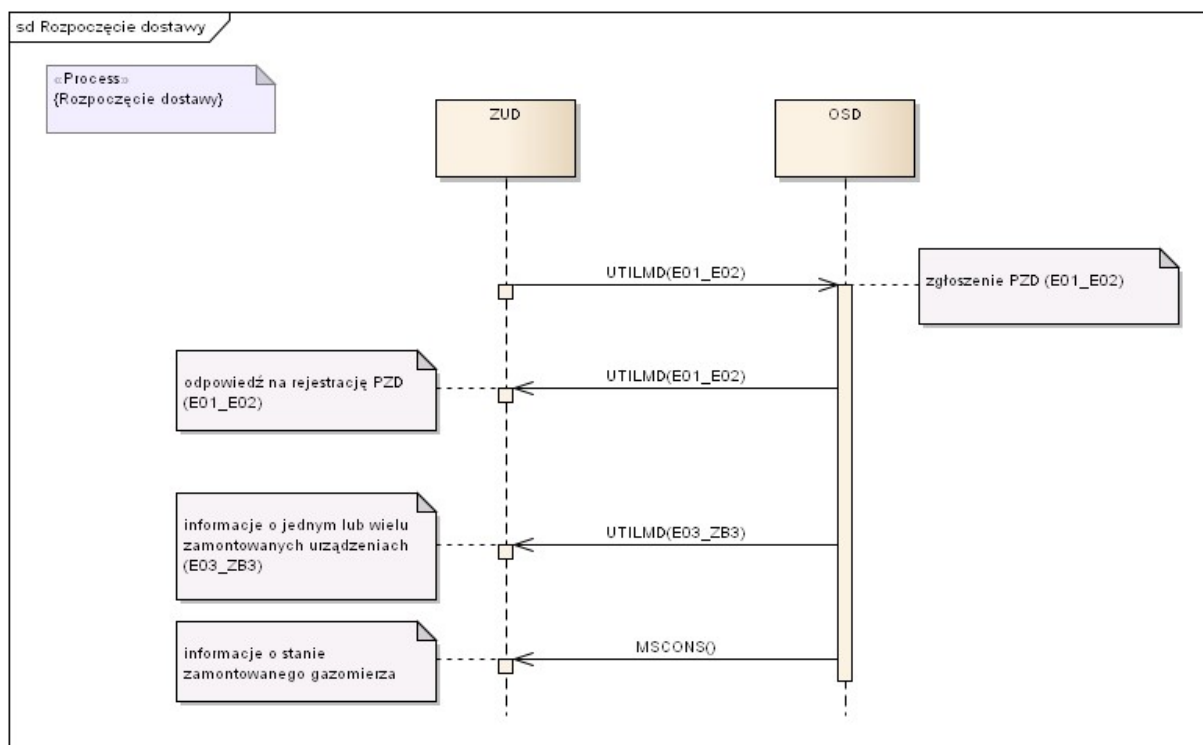 sd Rozpoczęcie dostawy
«Process»
{Rozpoczęcie dostawy}
ZUD
OSD
UTILMD(E01_E02)
zgłoszenie PZD (E01_E02)
UTILMD(E01_E02)
odpowiedź na rejestrację PZD
(E01_E02)
UTILMD(E03_ZB3)
informacje o jednym lub wielu
zamontowanych urządzeniach
(E03_ZB3)
MSCONS()
informacje o stanie
zamontowanego gazomierza